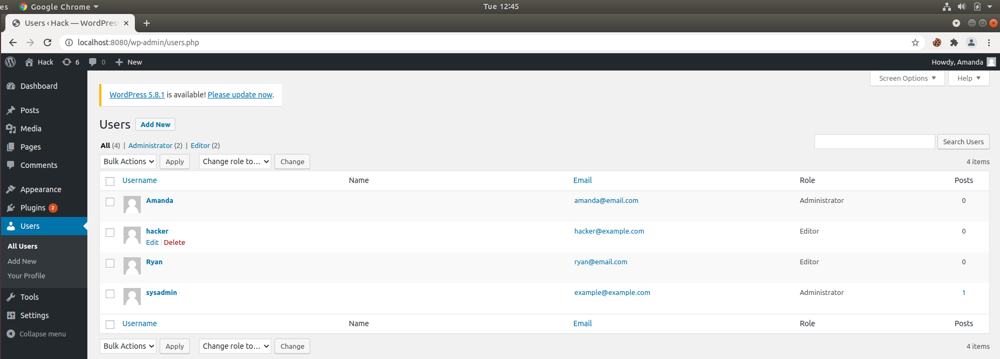 es Google Chrome Tue 12:45
Users ‹ Hack — WordPress
localhost:8080/wp-admin/users.php
Hack 6 0 New Howdy, Amanda
Screen Options Help
Dashboard
Posts
Media
Pages
Comments
Appearance
Plugins 2
Users
All Users
Add New
Your Profile
Tools
Settings
Collapse menu
WordPress 5.8.1 is available! Please update now.
Users Add New
All (4) | Administrator (2) | Editor (2)
Search Users
Bulk Actions Apply Change role to... Change 4 items
Username Name Email Role Posts
Amanda amanda@email.com Administrator 0
hacker hacker@example.com Editor 0
Edit | Delete
Ryan ryan@email.com Editor 0
sysadmin example@example.com Administrator 1
Username Name Email Role Posts
Bulk Actions Apply Change role to... Change 4 items